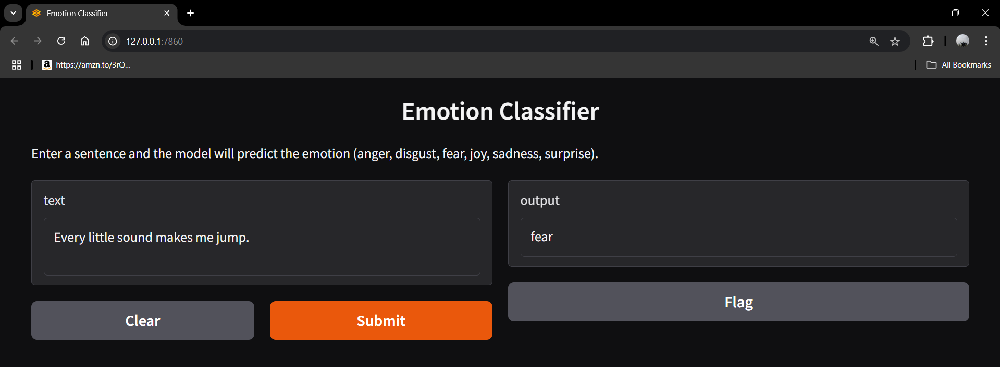 Emotion Classifier
127.0.0.1:7860
https://amzn.to/3rQ...
All Bookmarks
Emotion Classifier
Enter a sentence and the model will predict the emotion (anger, disgust, fear, joy, sadness, surprise).
text
Every little sound makes me jump.
output
fear
Clear
Submit
Flag